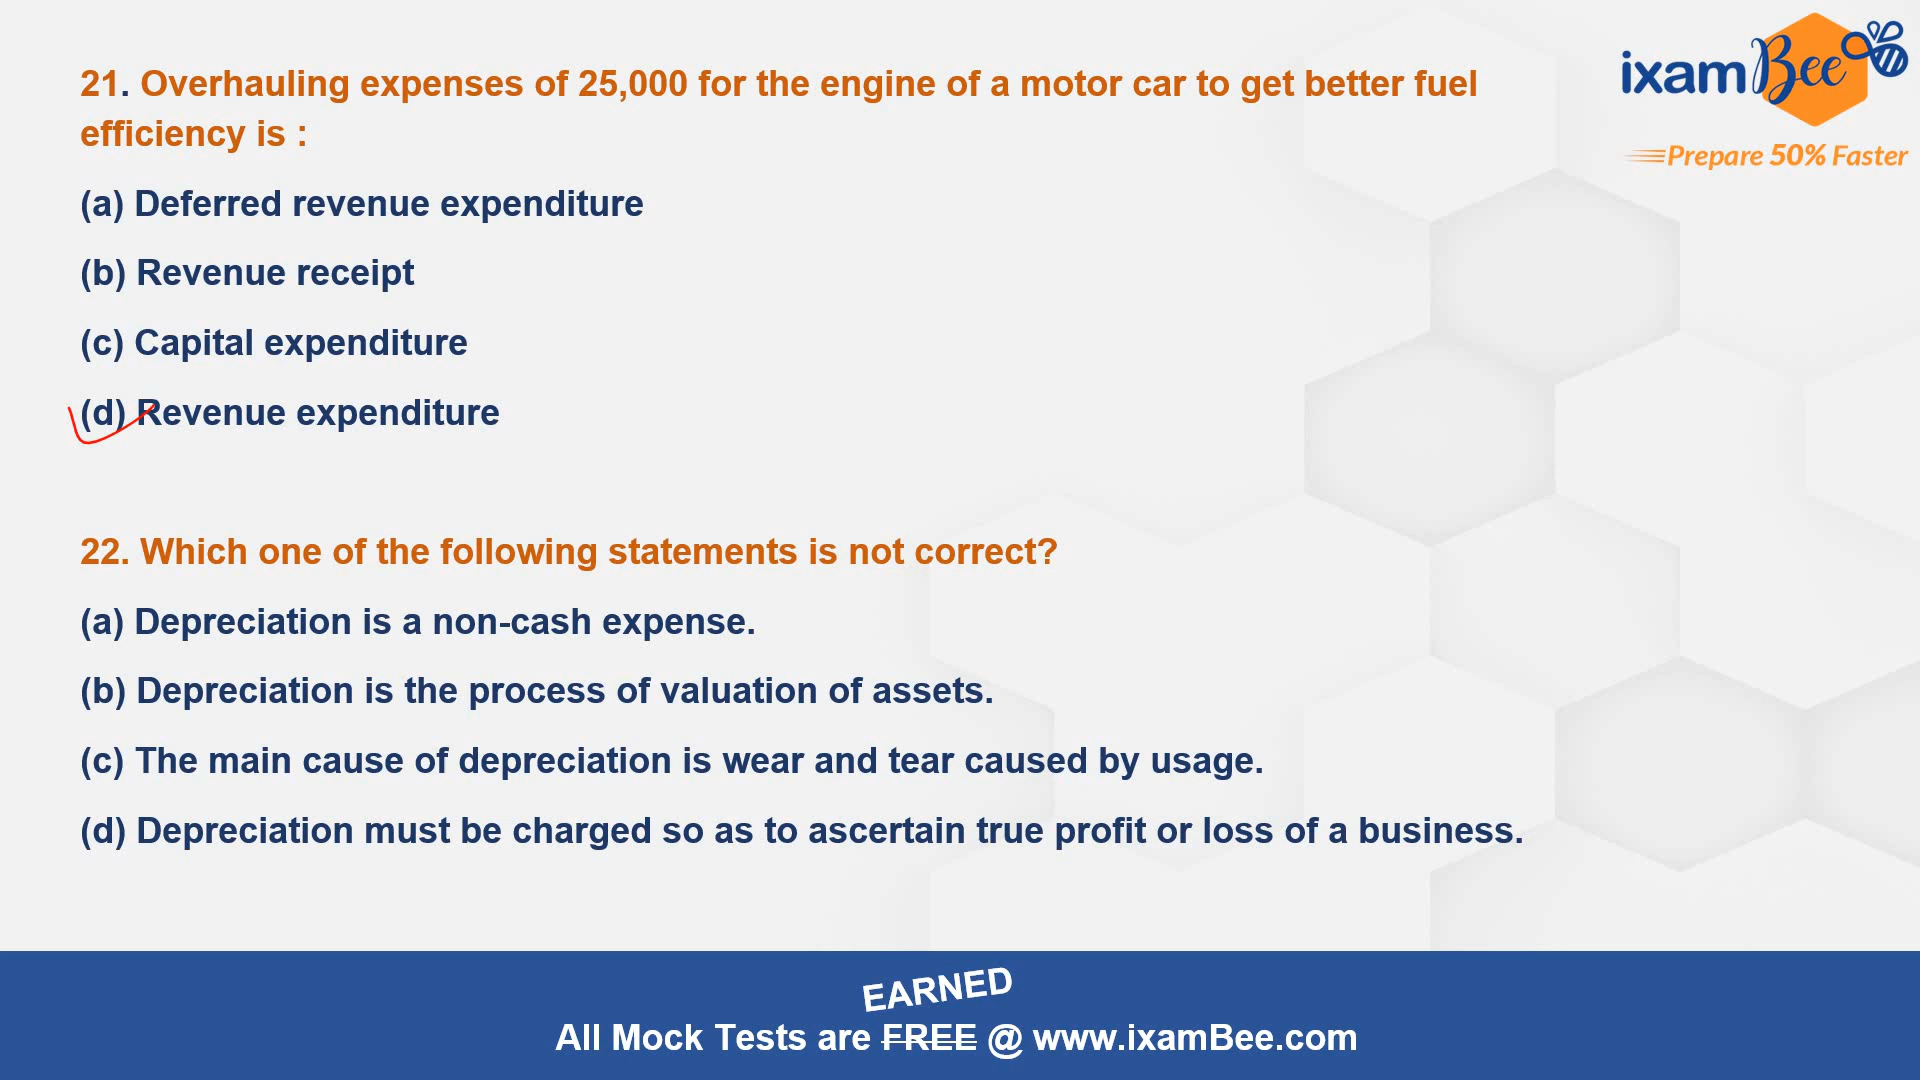 ixamBee
Prepare 50% Faster
21. Overhauling expenses of 25,000 for the engine of a motor car to get better fuel
efficiency is :
(a) Deferred revenue expenditure
(b) Revenue receipt
(c) Capital expenditure
(d) Revenue expenditure
22. Which one of the following statements is not correct?
(a) Depreciation is a non-cash expense.
(b) Depreciation is the process of valuation of assets.
(c) The main cause of depreciation is wear and tear caused by usage.
(d) Depreciation must be charged so as to ascertain true profit or loss of a business.
EARNED
All Mock Tests are FREE @ www.ixamBee.com